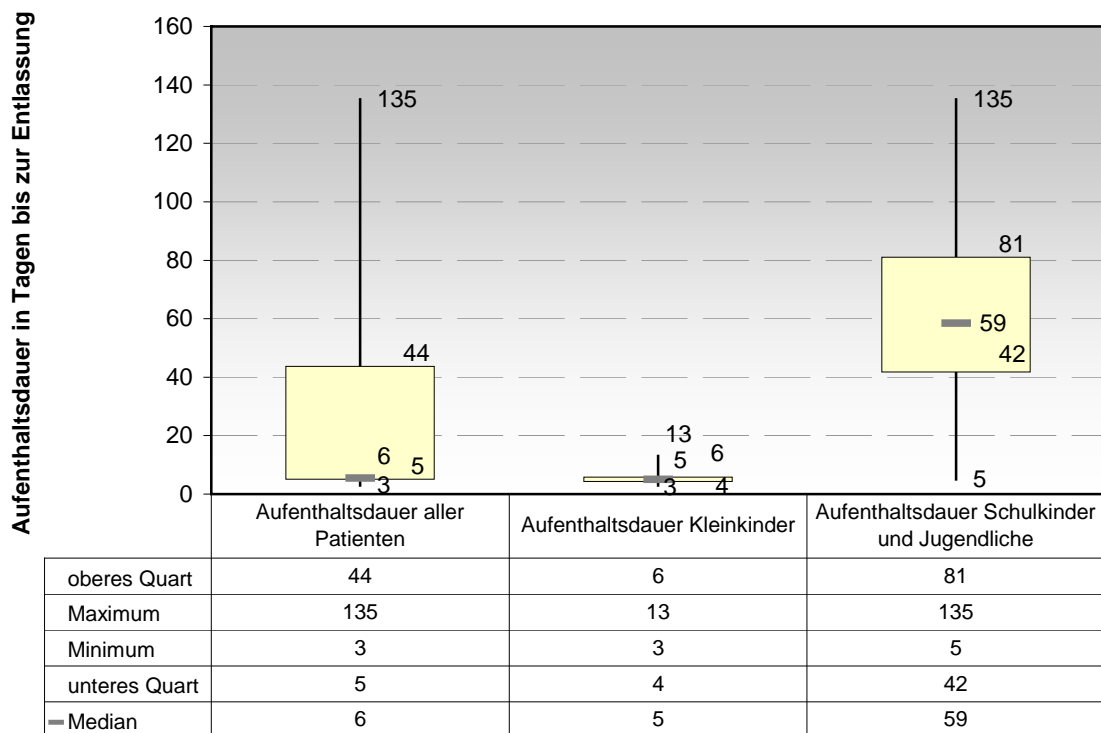 Aufenthaltsdauer in Tagen bis zur Entlassung
160
140
120
100
80
60
40
20
0
135
44
6
5
3
13
5
6
3
4
135
81
59
42
5
Aufenthaltsdauer aller Patienten
Aufenthaltsdauer Kleinkinder
Aufenthaltsdauer Schulkinder und Jugendliche
oberes Quart 44 6 81
Maximum 135 13 135
Minimum 3 3 5
unteres Quart 5 4 42
Median 6 5 59